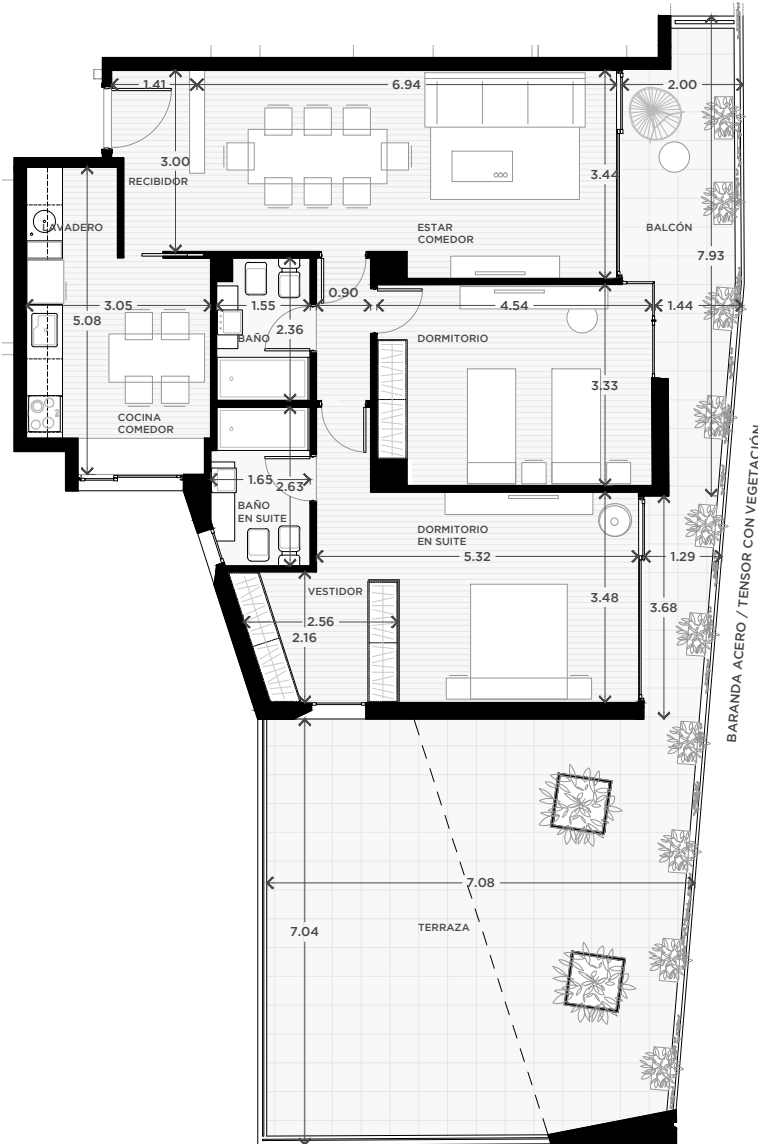 1.41
6.94
2.00
3.00
RECIBIDOR
3.44
LAVADERO
ESTAR
COMEDOR
BALCÓN
7.93
3.05
5.08
1.55
0.90
4.54
1.44
2.36
BAÑO
DORMITORIO
3.33
COCINA
COMEDOR
1.65
2.63
BAÑO
EN SUITE
DORMITORIO
EN SUITE
5.32
1.29
VESTIDOR
3.48
3.68
2.56
2.16
BARANDA ACERO / TENSOR CON VEGETACIÓN
7.08
7.04
TERRAZA